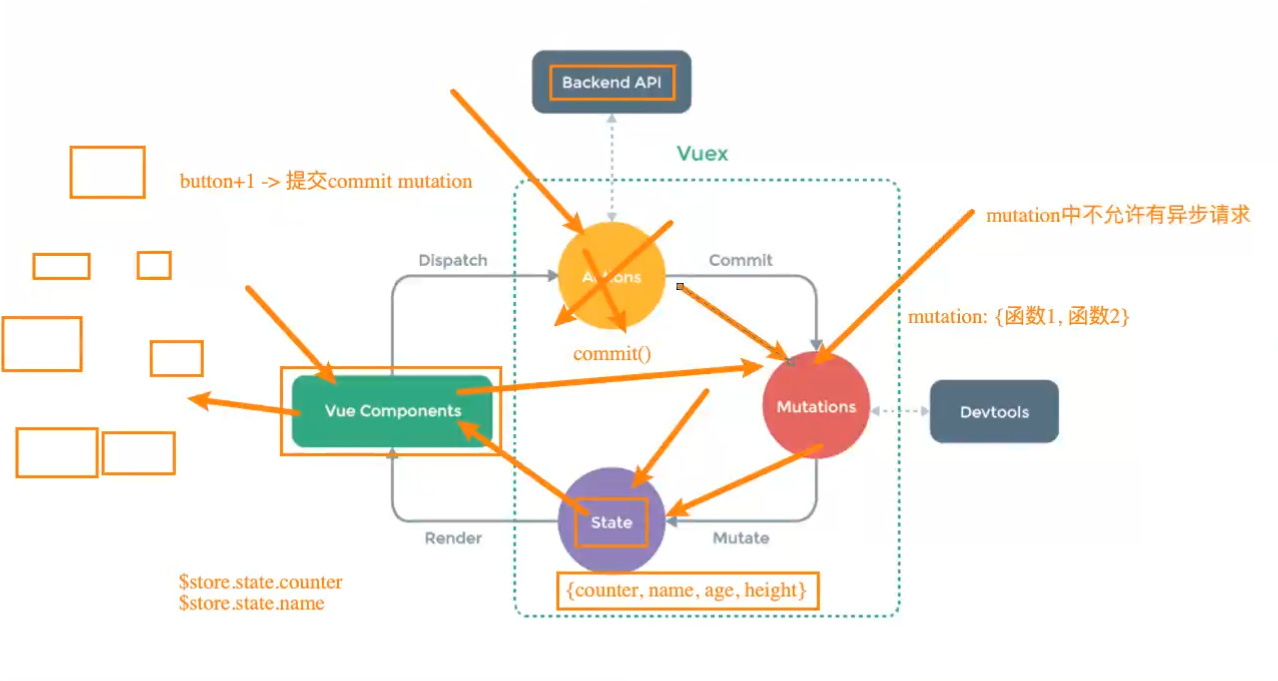 Backend API
Vuex
button+1 -> 提交commit mutation
mutation中不允许有异步请求
Dispatch
Actions
Commit
mutation: {函数1, 函数2}
commit()
Vue Components
Mutations
Devtools
State
Render
Mutate
$store.state.counter
$store.state.name
{counter, name, age, height}